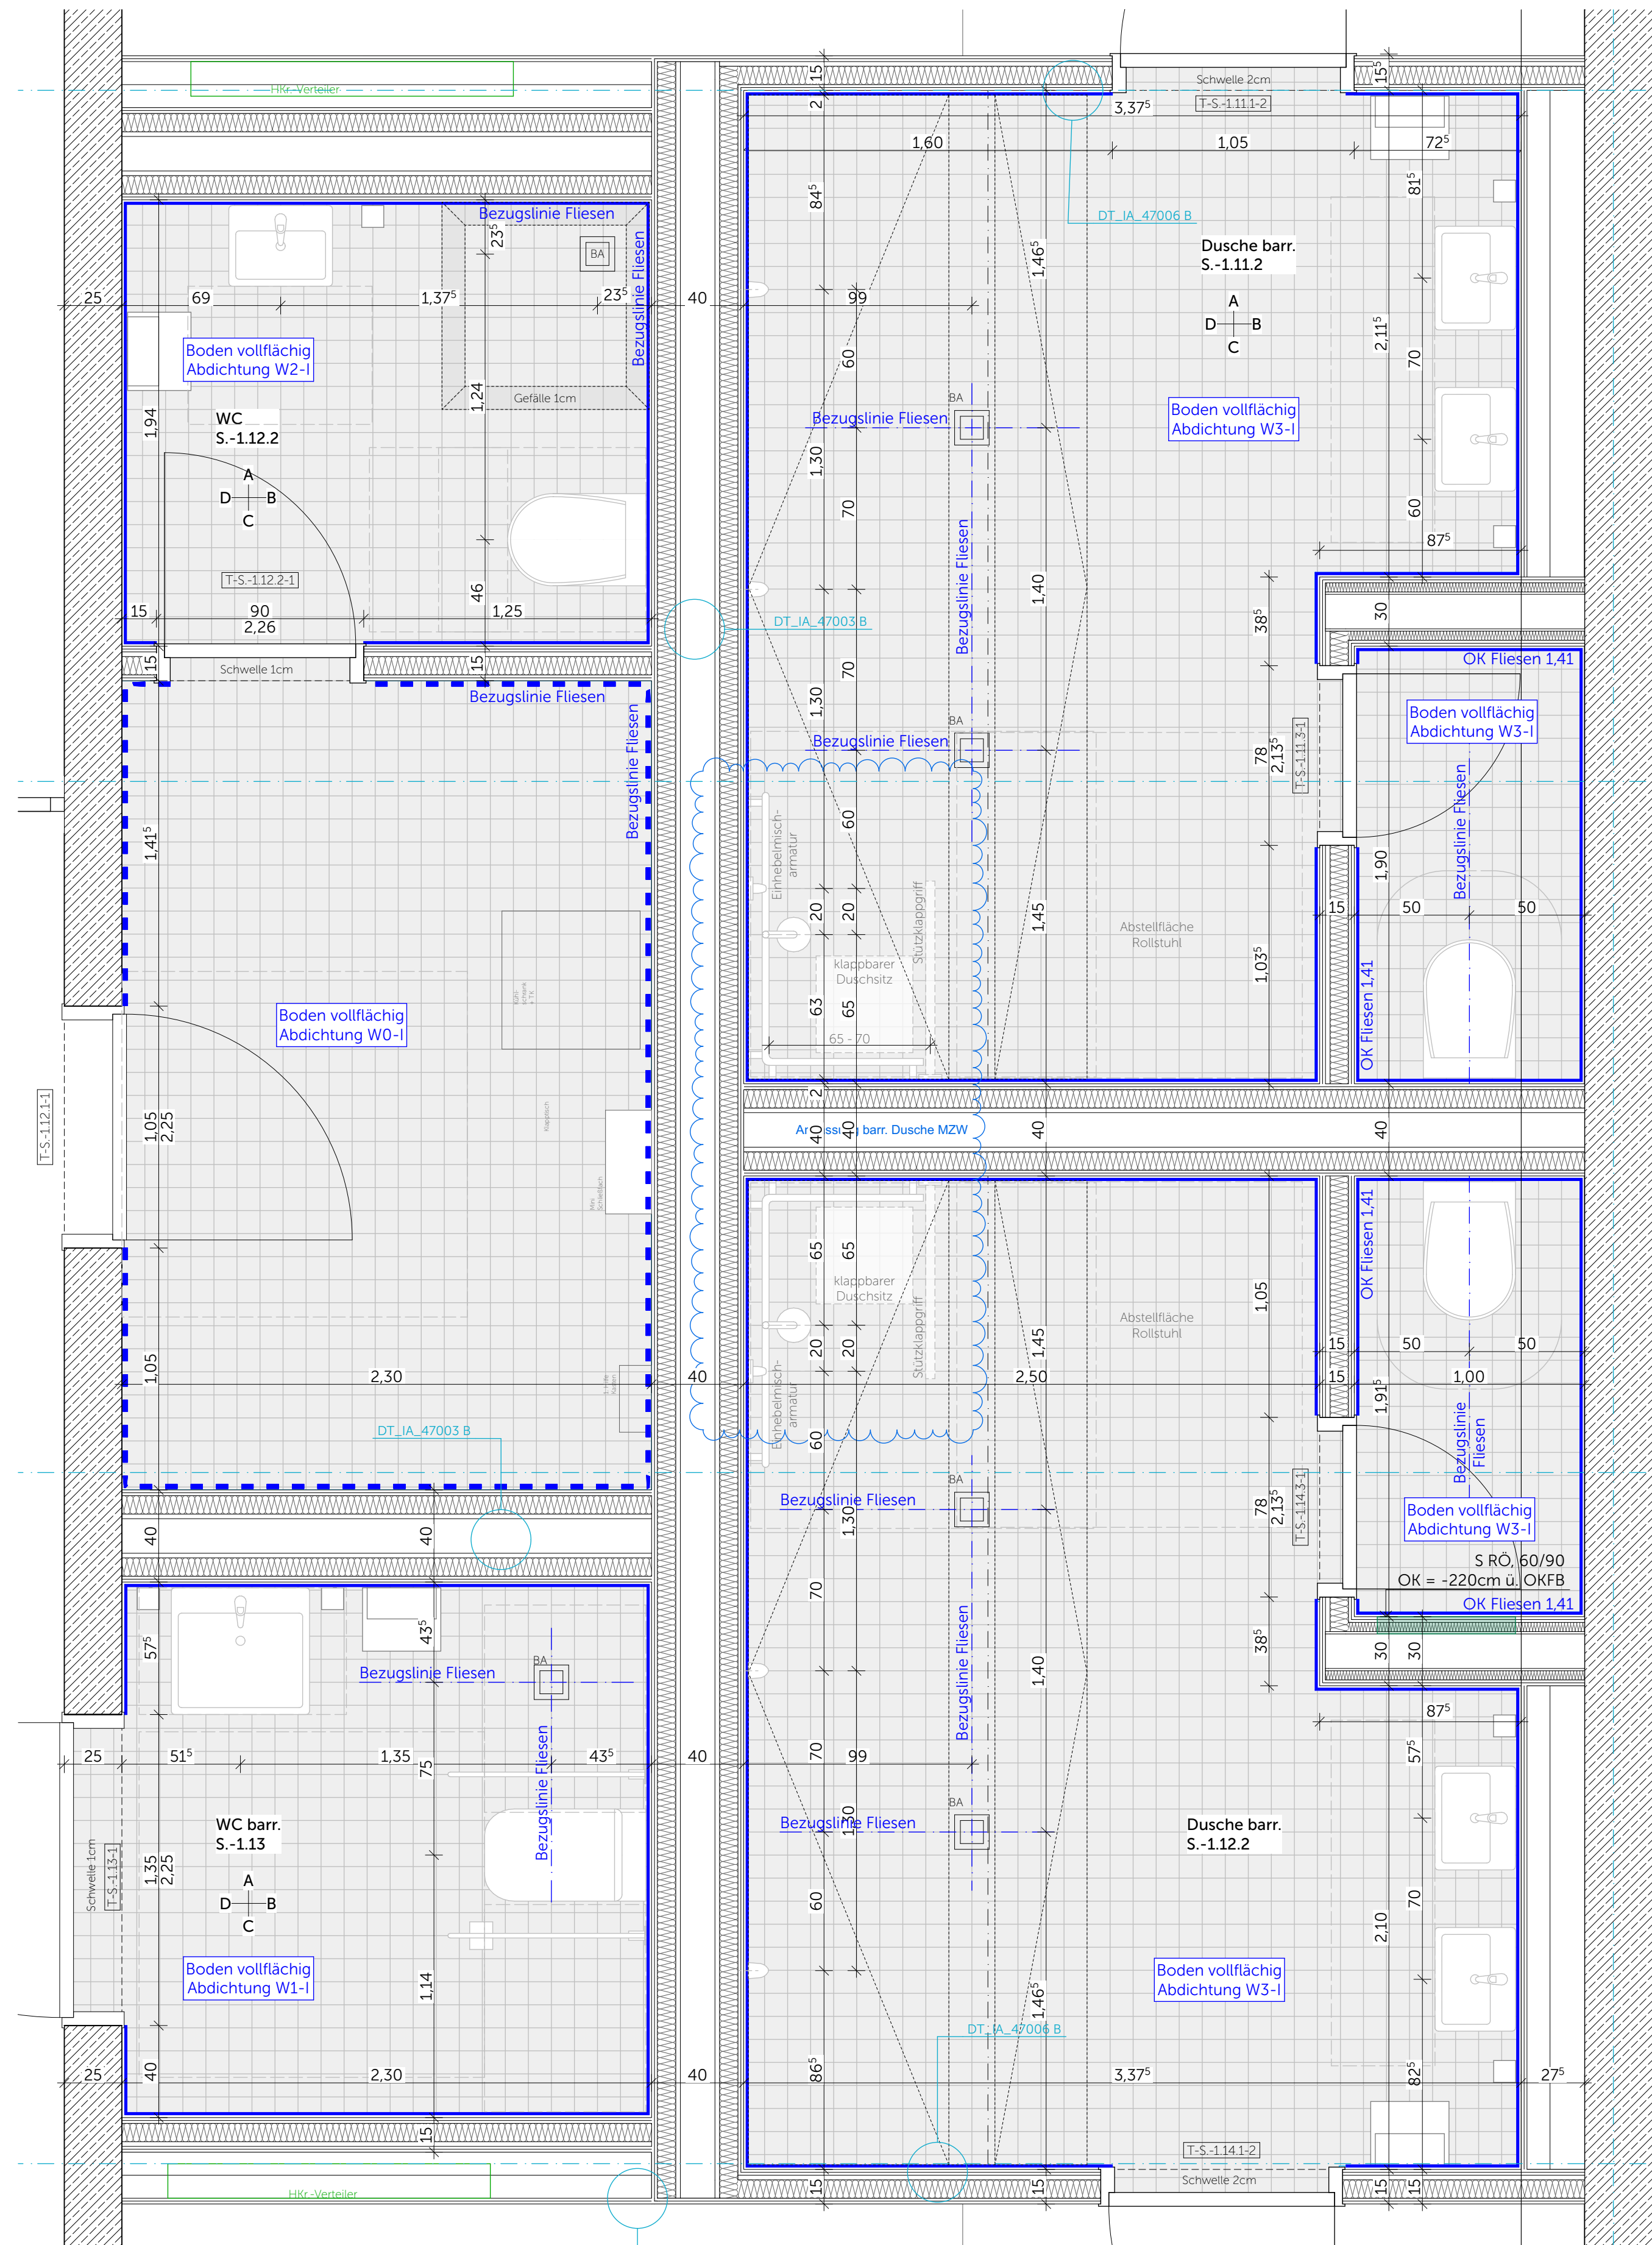 HKr.-Verteiler
Bezugslinie Fliesen
23⁵
BA
Bezugslinie Fliesen
25
69
1,37⁵
23⁵
40
Boden vollflächig
Abdichtung W2-I
1,24
Gefälle 1cm
1,94
WC
S.-1.12.2
A
D
B
C
T-S.-1.12.2-1
46
15
90
2,26
1,25
15
Schwelle 1cm
15
Bezugslinie Fliesen
Bezugslinie Fliesen
1,41⁵
Kühl-
schrank
+ TK
Boden vollflächig
Abdichtung W0-I
T-S.-1.12.1-1
1,05
2,25
Klapptisch
Mini
Schließfach
1,05
2,30
40
DT_IA_47003 B
40
40
57⁵
43⁵
BA
Bezugslinie Fliesen
Bezugslinie Fliesen
25
51⁵
1,35
75
43⁵
40
WC barr.
S.-1.13
Schwelle 1cm
T-S.-1.13-1
1,35
2,25
A
D
B
C
Boden vollflächig
Abdichtung W1-I
1,14
25
40
2,30
40
15
HKr.-Verteiler
15
2
Schwelle 2cm
T-S.-1.11.1-2
15⁵
3,37⁵
1,60
1,05
72⁵
84⁵
81⁵
DT_IA_47006 B
1,46⁵
Dusche barr.
S.-1.11.2
A
D
B
C
99
2,11⁵
60
70
BA
Bezugslinie Fliesen
Boden vollflächig
Abdichtung W3-I
1,30
70
60
87⁵
Bezugslinie Fliesen
1,40
DT_IA_47003 B
38⁵
30
OK Fliesen 1,41
70
1,30
BA
Bezugslinie Fliesen
Boden vollflächig
Abdichtung W3-I
78
2,13⁵
T-S.-1.11.3-1
Bezugslinie Fliesen
60
Einhebelmisch-
armatur
1,90
20
20
Stützklappgriff
1,45
15
50
50
Abstellfläche
Rollstuhl
klappbarer
Duschsitz
1,03⁵
OK Fliesen 1,41
63
65
65 - 70
2
40
40
barr. Dusche MZW
40
40
65
65
klappbarer
Duschsitz
OK Fliesen 1,41
1,05
Stützklappgriff
Abstellfläche
Rollstuhl
20
20
1,45
15
50
50
2,50
15
1,00
Einhebelmisch-
armatur
1,91⁵
60
Bezugslinie
Fliesen
BA
Bezugslinie Fliesen
1,30
78
2,13⁵
T-S.-1.14.3-1
Boden vollflächig
Abdichtung W3-I
S RÖ, 60/90
OK = -220cm ü. OKFB
OK Fliesen 1,41
70
Bezugslinie Fliesen
1,40
38⁵
30
30
87⁵
70
99
57⁵
BA
Bezugslinie Fliesen
1,30
Dusche barr.
S.-1.12.2
60
70
2,10
Boden vollflächig
Abdichtung W3-I
1,46⁵
DT_IA_47006 B
86⁵
3,37⁵
82⁵
27⁵
T-S.-1.14.1-2
Schwelle 2cm
15
15
15
15